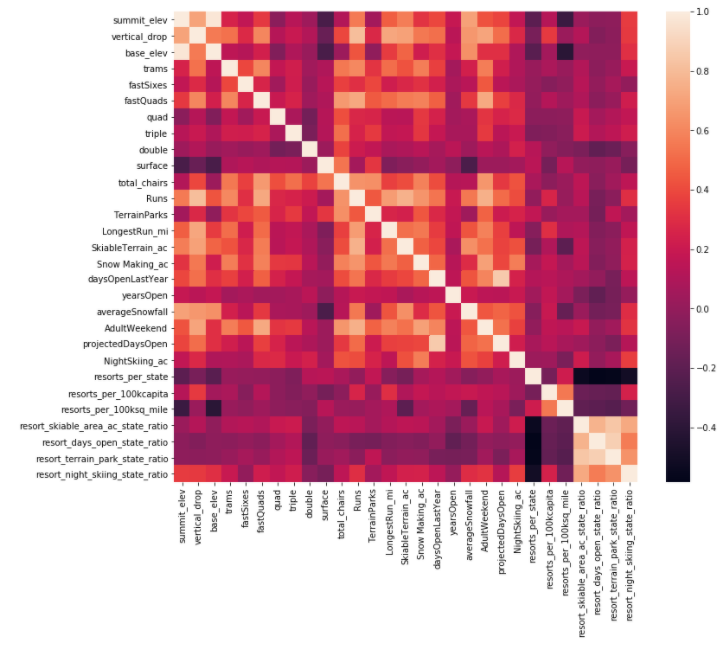 summit_elev
vertical_drop
base_elev
trams
fastSixes
fastQuads
quad
triple
double
surface
total_chairs
Runs
TerrainParks
LongestRun_mi
SkiableTerrain_ac
Snow Making_ac
daysOpenLastYear
yearsOpen
averageSnowfall
AdultWeekend
projectedDaysOpen
NightSkiing_ac
resorts_per_state
resorts_per_100kcapita
resorts_per_100ksq_mile
resort_skiable_area_ac_state_ratio
resort_days_open_state_ratio
resort_terrain_park_state_ratio
resort_night_skiing_state_ratio
summit_elev
vertical_drop
base_elev
trams
fastSixes
fastQuads
quad
triple
double
surface
total_chairs
Runs
TerrainParks
LongestRun_mi
SkiableTerrain_ac
Snow Making_ac
daysOpenLastYear
yearsOpen
averageSnowfall
AdultWeekend
projectedDaysOpen
NightSkiing_ac
resorts_per_state
resorts_per_100kcapita
resorts_per_100ksq_mile
resort_skiable_area_ac_state_ratio
resort_days_open_state_ratio
resort_terrain_park_state_ratio
resort_night_skiing_state_ratio
1.0
0.8
0.6
0.4
0.2
0.0
−0.2
−0.4